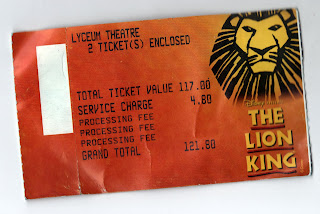 LYCEUM THEATRE
2 TICKET(S) ENCLOSED
TOTAL TICKET VALUE 117.00
SERVICE CHARGE 4.80
PROCESSING FEE
PROCESSING FEE
PROCESSING FEE
GRAND TOTAL 121.80
Disney
THE
LION
KING